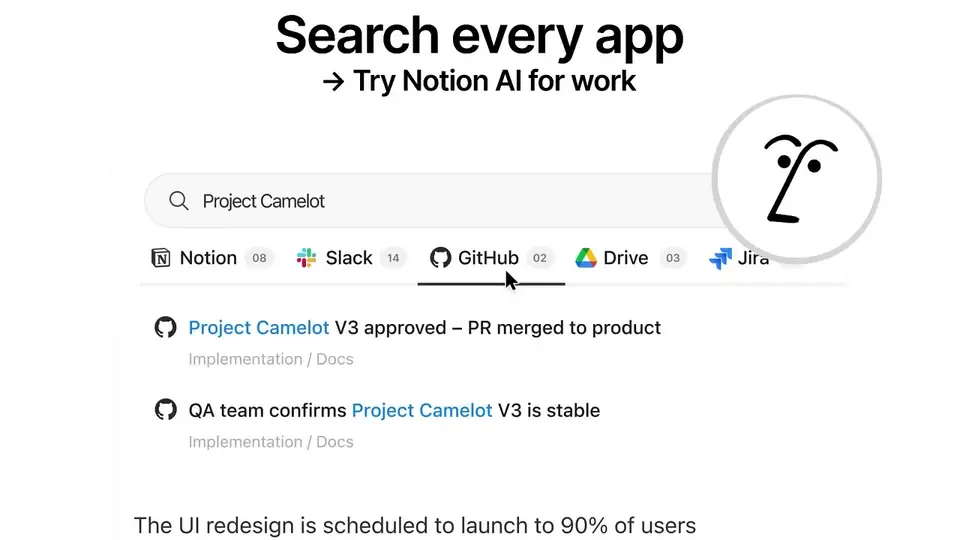 Search every app
→ Try Notion AI for work
Project Camelot
Notion 08 Slack 14 GitHub 02 Drive 03 Jira
Project Camelot V3 approved – PR merged to product
Implementation / Docs
QA team confirms Project Camelot V3 is stable
Implementation / Docs
The UI redesign is scheduled to launch to 90% of users